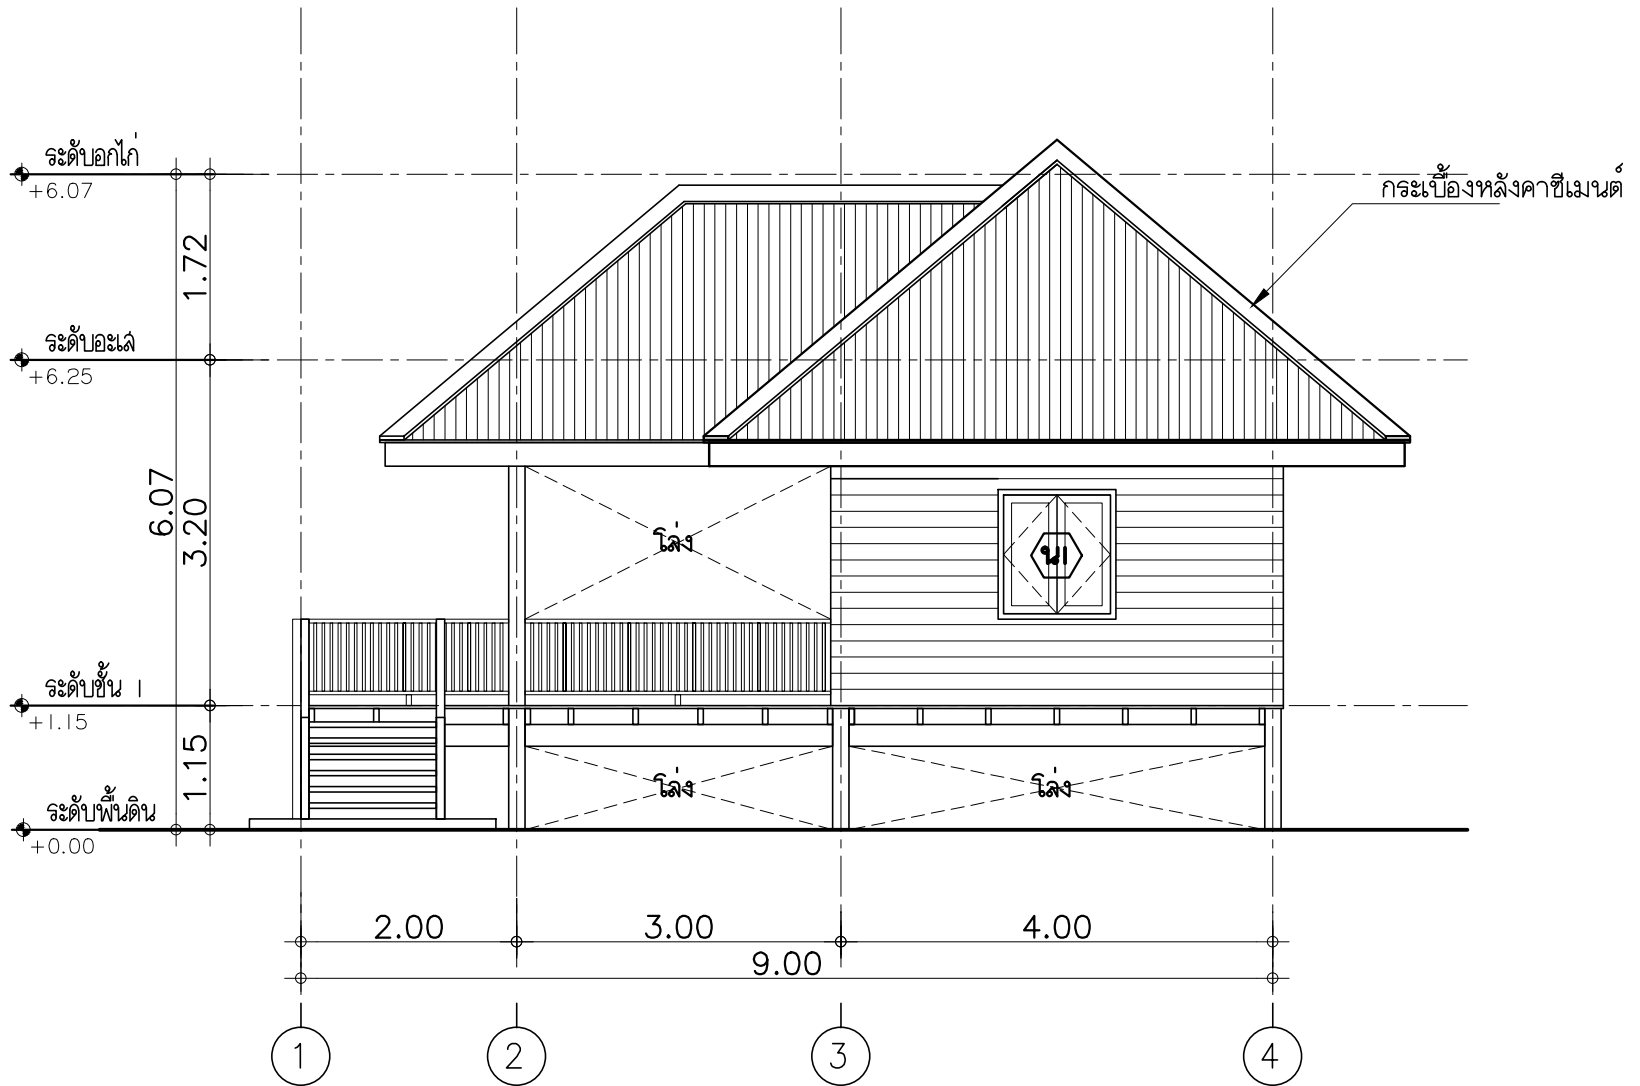 ระดับอกไก่
+6.07
กระเบื้องหลังคาซีเมนต์
1.72
ระดับอะเส
+6.25
6.07
3.20
โล่ง
น1
ระดับชั้น 1
+1.15
1.15
โล่ง
โล่ง
ระดับพื้นดิน
+0.00
2.00
3.00
4.00
9.00
1
2
3
4